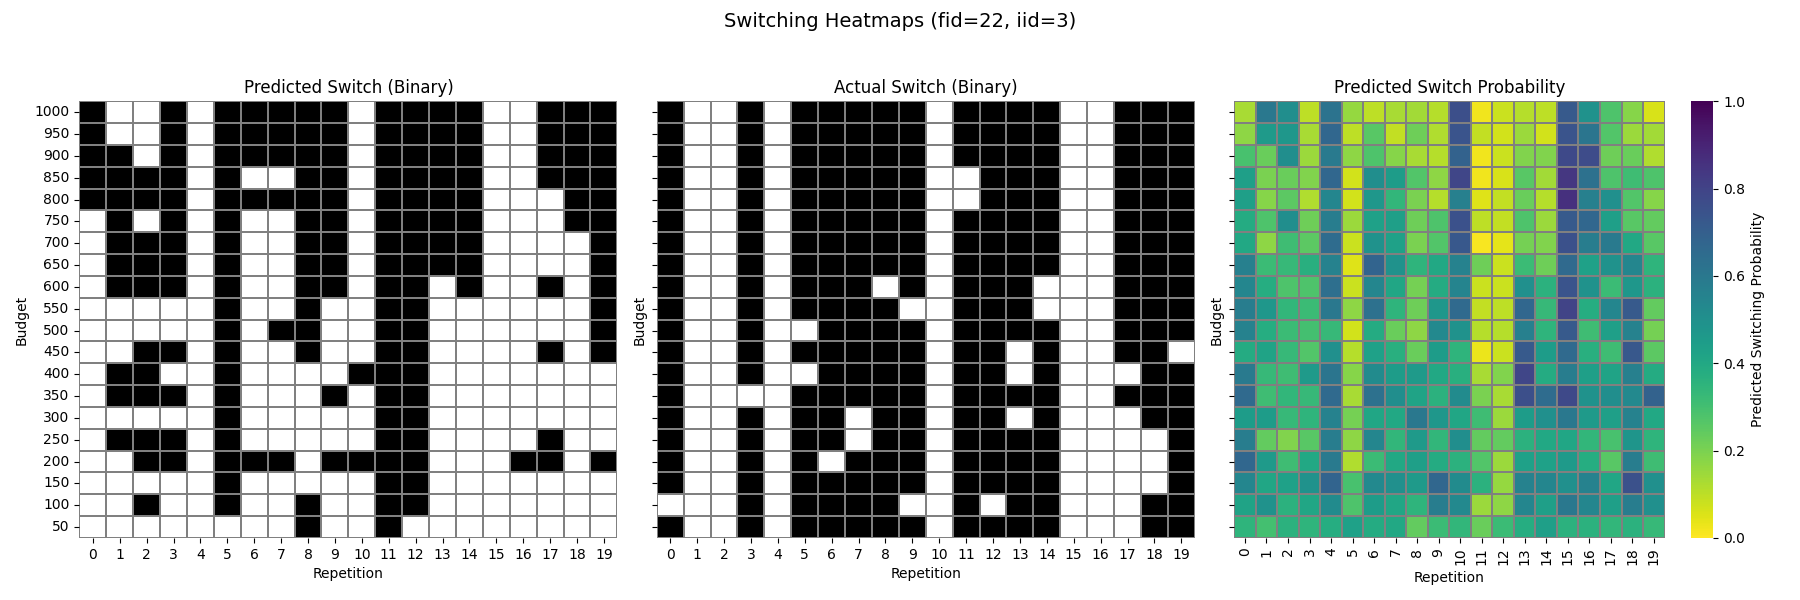 Switching Heatmaps (fid=22, iid=3)
Predicted Switch (Binary)
1000
950
900
850
800
750
700
650
600
550
500
450
400
350
300
250
200
150
100
50
Budget
0 1 2 3 4 5 6 7 8 9 10 11 12 13 14 15 16 17 18 19
Repetition
Actual Switch (Binary)
Budget
0 1 2 3 4 5 6 7 8 9 10 11 12 13 14 15 16 17 18 19
Repetition
Predicted Switch Probability
Budget
0 1 2 3 4 5 6 7 8 9 10 11 12 13 14 15 16 17 18 19
Repetition
1.0
0.8
0.6
0.4
0.2
0.0
Predicted Switching Probability